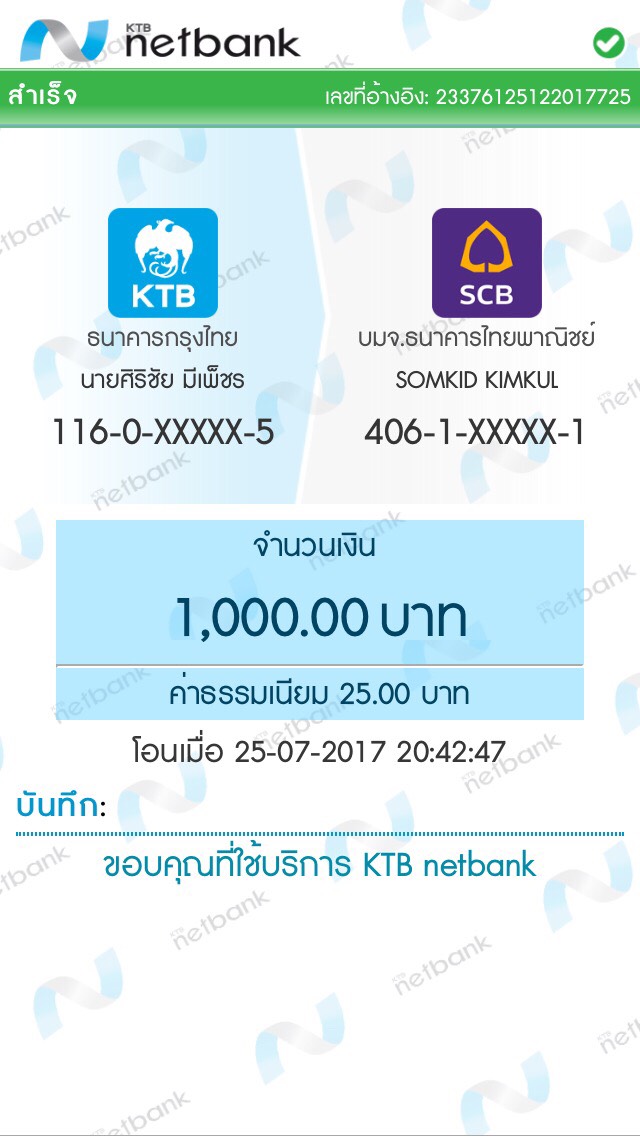 KTB
netbank
สำเร็จ เลขที่อ้างอิง: 23376125122017725
KTB SCB
ธนาคารกรุงไทย บมจ.ธนาคารไทยพาณิชย์
นายศิริชัย มีเพ็ชร SOMKID KIMKUL
116-0-XXXXX-5 406-1-XXXXX-1
จำนวนเงิน
1,000.00 บาท
ค่าธรรมเนียม 25.00 บาท
โอนเมื่อ 25-07-2017 20:42:47
บันทึก:
ขอบคุณที่ใช้บริการ KTB netbank